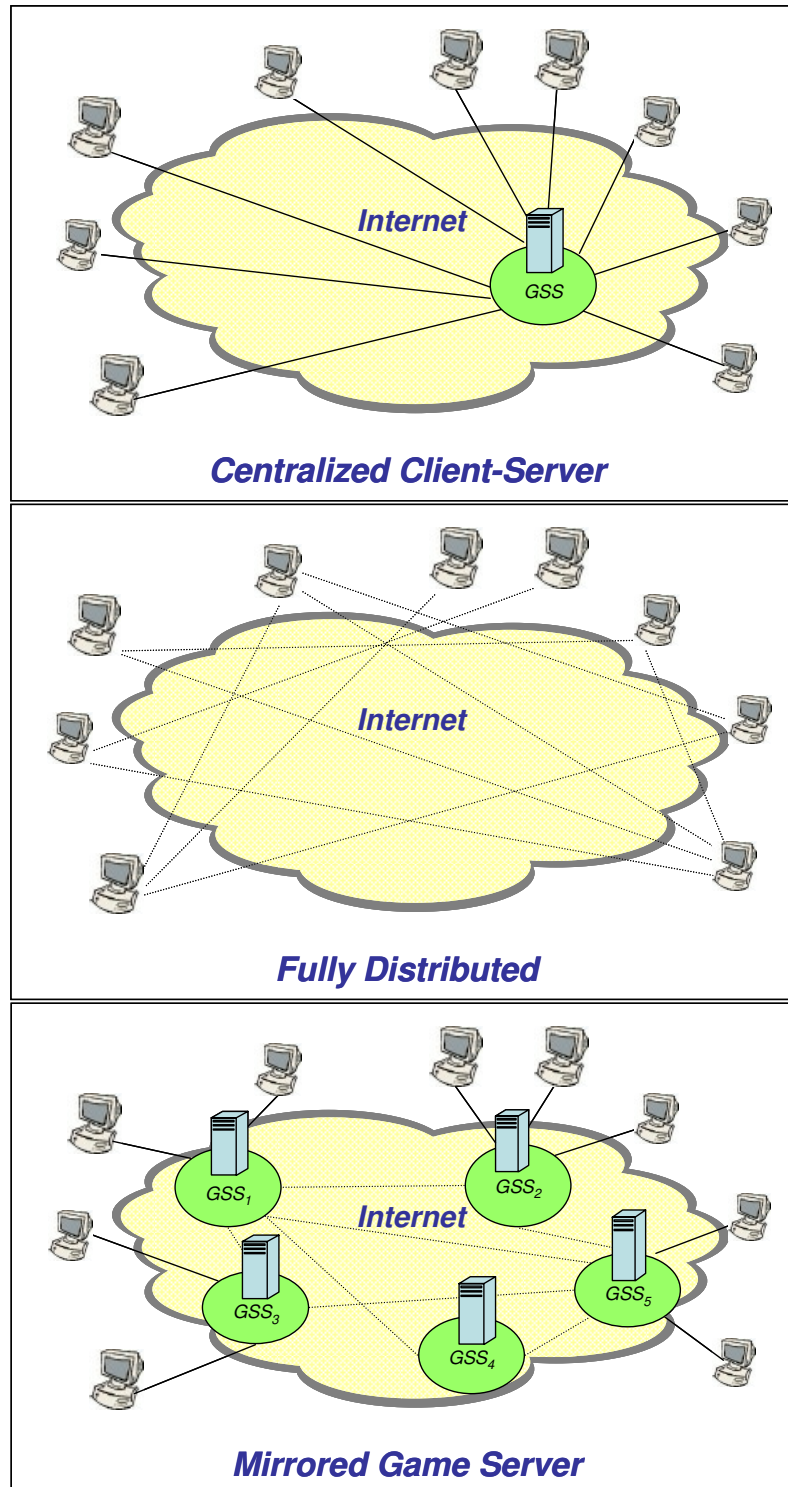 Internet
GSS
Centralized Client-Server
Internet
Fully Distributed
GSS1
GSS2
Internet
GSS3
GSS5
GSS4
Mirrored Game Server